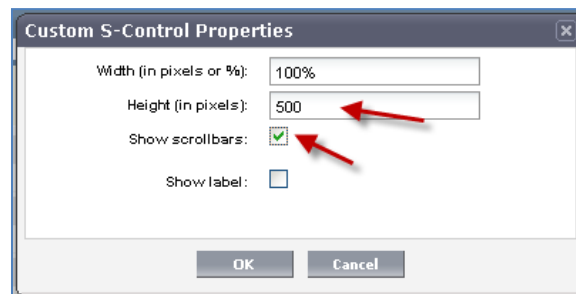 Custom S-Control Properties
Width (in pixels or %): 100%
Height (in pixels): 500
Show scrollbars:
Show label:
OK Cancel